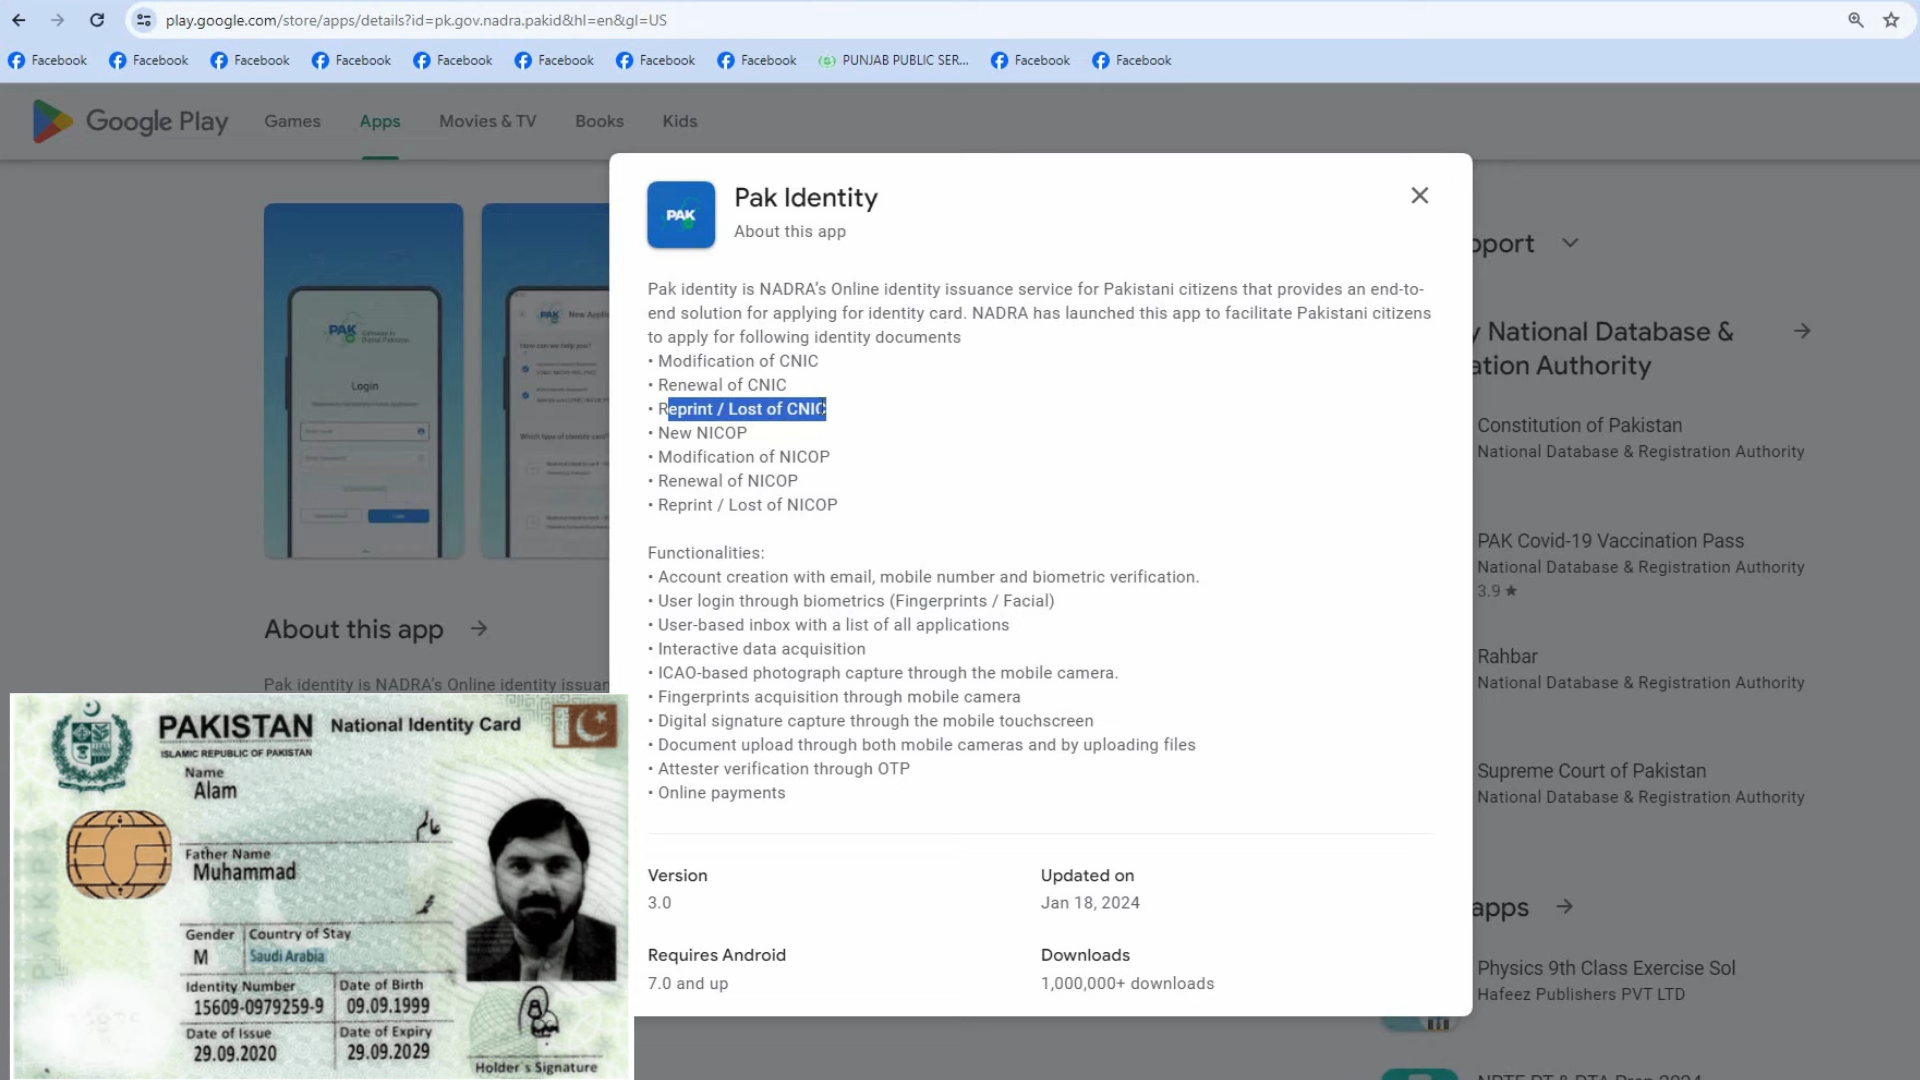 play.google.com/store/apps/details?id=pk.gov.nadra.pakid&hl=en&gl=US
Facebook
Facebook
Facebook
Facebook
Facebook
Facebook
Facebook
Facebook
PUNJAB PUBLIC SER...
Facebook
Facebook
Google Play
Games
Apps
Movies & TV
Books
Kids
Pak Identity
About this app
PAK
Pak identity is NADRA's Online identity issuance service for Pakistani citizens that provides an end-to-
end solution for applying for identity card. NADRA has launched this app to facilitate Pakistani citizens
to apply for following identity documents
• Modification of CNIC
• Renewal of CNIC
• Reprint / Lost of CNIC
• New NICOP
• Modification of NICOP
• Renewal of NICOP
• Reprint / Lost of NICOP
Functionalities:
• Account creation with email, mobile number and biometric verification.
• User login through biometrics (Fingerprints / Facial)
• User-based inbox with a list of all applications
• Interactive data acquisition
• ICAO-based photograph capture through the mobile camera.
• Fingerprints acquisition through mobile camera
• Digital signature capture through the mobile touchscreen
• Document upload through both mobile cameras and by uploading files
• Attester verification through OTP
• Online payments
Version
3.0
Updated on
Jan 18, 2024
Requires Android
7.0 and up
Downloads
1,000,000+ downloads
PAK
Login
PAK
New Appli
How can we help you?
About this app
Pak identity is NADRA's Online identity issuan
pport
y National Database &
ation Authority
Constitution of Pakistan
National Database & Registration Authority
PAK Covid-19 Vaccination Pass
National Database & Registration Authority
3.9 ★
Rahbar
National Database & Registration Authority
Supreme Court of Pakistan
National Database & Registration Authority
apps
Physics 9th Class Exercise Sol
Hafeez Publishers PVT LTD
PAKISTAN National Identity Card
ISLAMIC REPUBLIC OF PAKISTAN
Name
Alam
عالم
Father Name
Muhammad
Gender
Country of Stay
M
Saudi Arabia
Identity Number
Date of Birth
15609-0979259-9
09.09.1999
Date of Issue
Date of Expiry
29.09.2020
29.09.2029
Holder's Signature